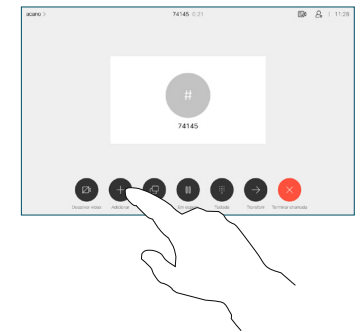 acano >
74145 0:21
11:28
#
74145
Adicionar
Em espera
Teclado
Transferir
Terminar chamada